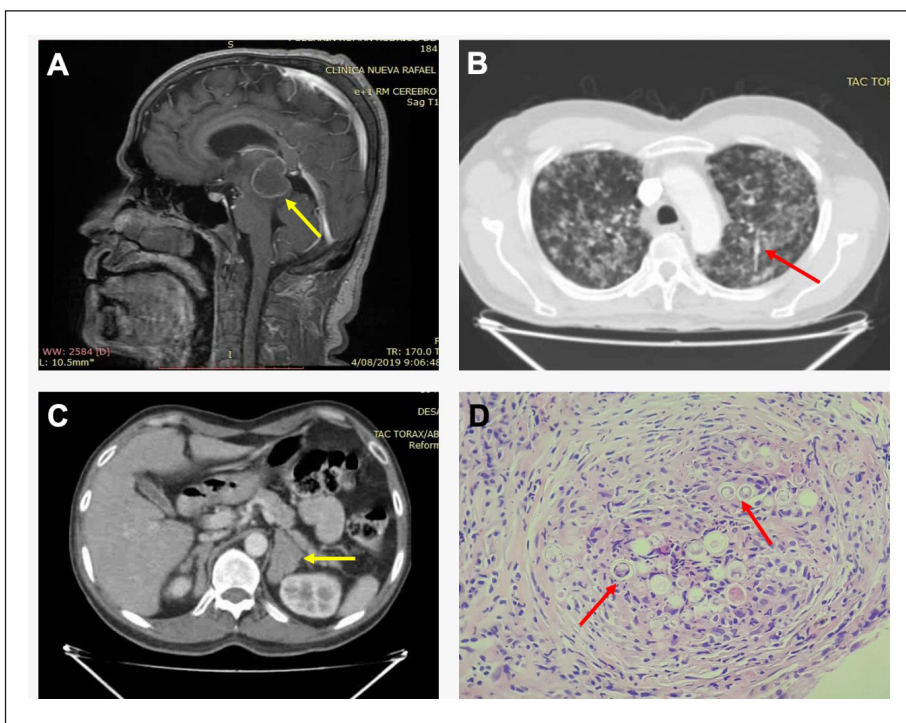 A
S
184
CLINICA NUEVA RAFAEL
e+1 RM CEREBRO
Sag T1
WW: 2584 [D]
L: 10.5mm*
I
TR: 170.0 T
4/08/2019 9:06:48
B
TAC TOR
C
DESA
TAC TORAX/AB
Reform
D